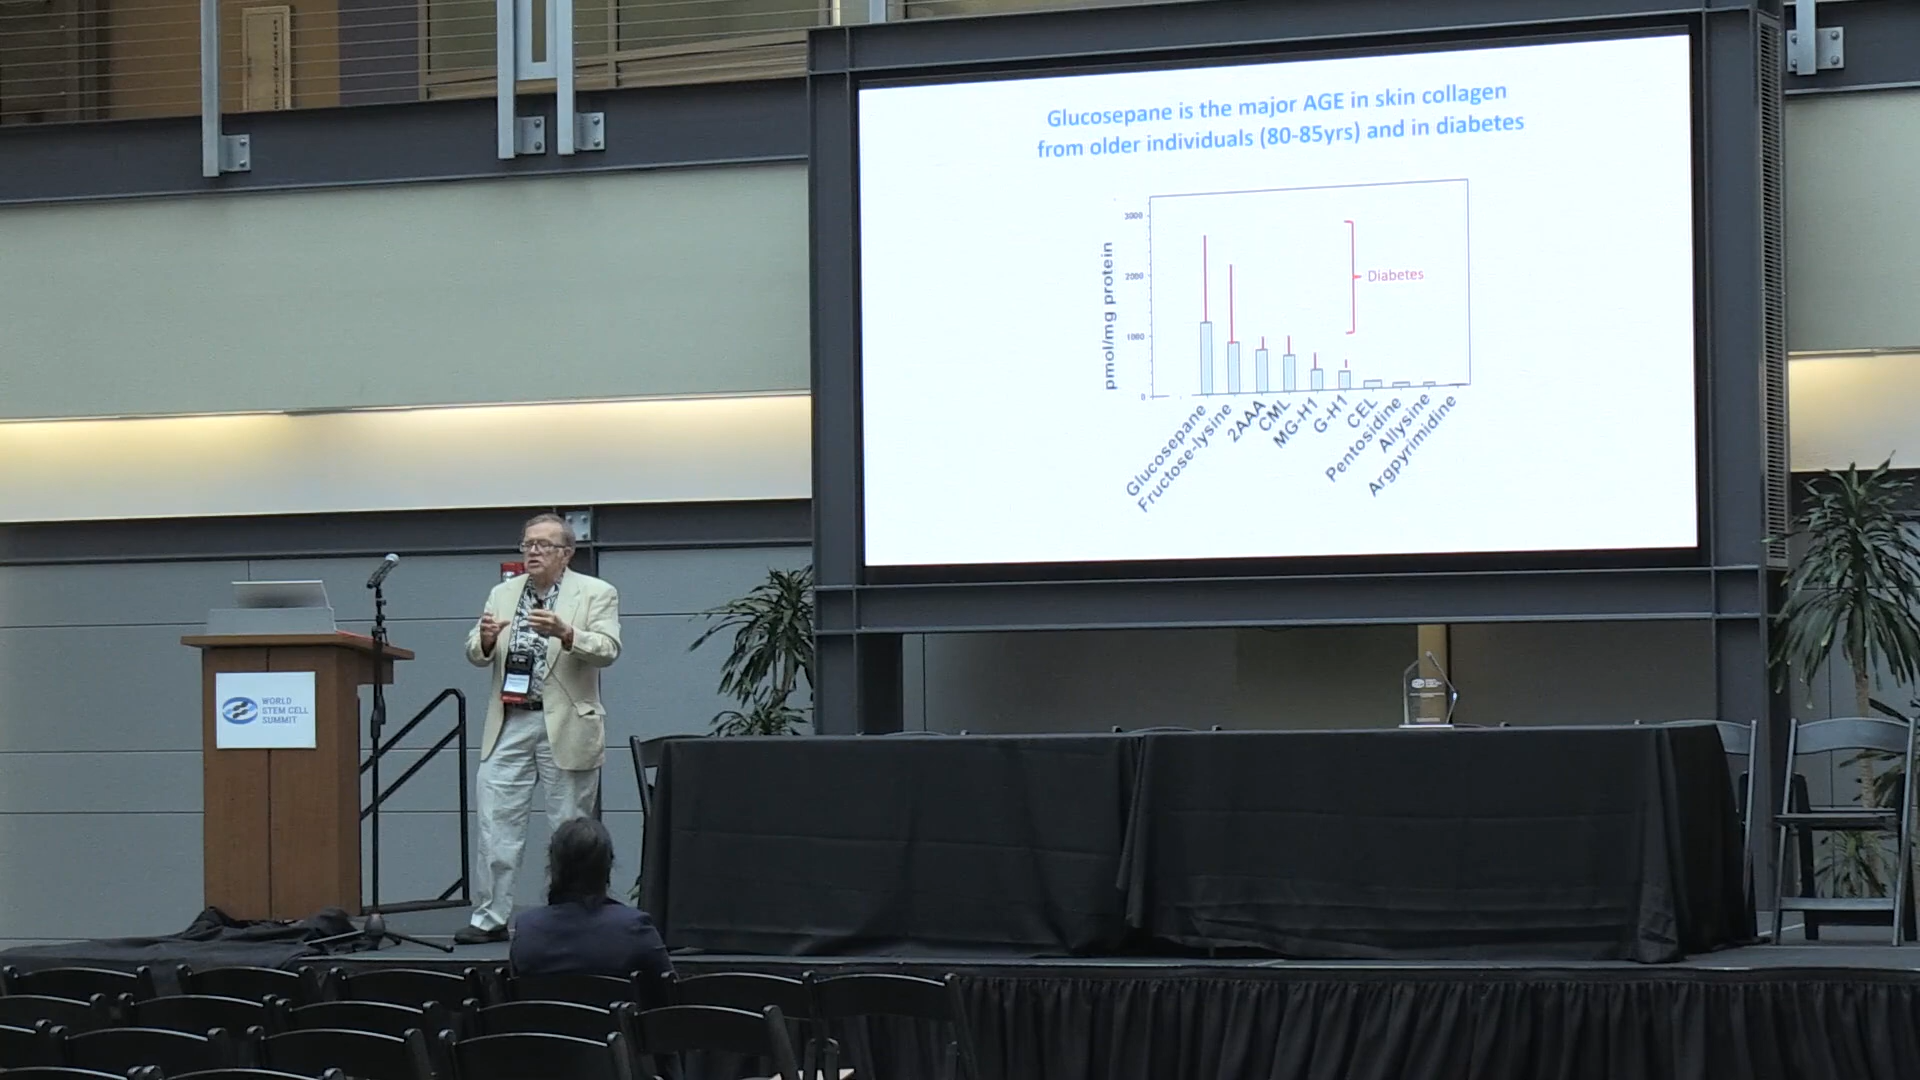 Glucosepane is the major AGE in skin collagen
from older individuals (80-85yrs) and in diabetes
pmol/mg protein
3000
2000
1000
0
Diabetes
Glucosepane
Fructose-lysine
2AAA
CML
MG-H1
G-H1
CEL
Pentosidine
Allysine
Argpyrimidine
WORLD
STEM CELL
SUMMIT